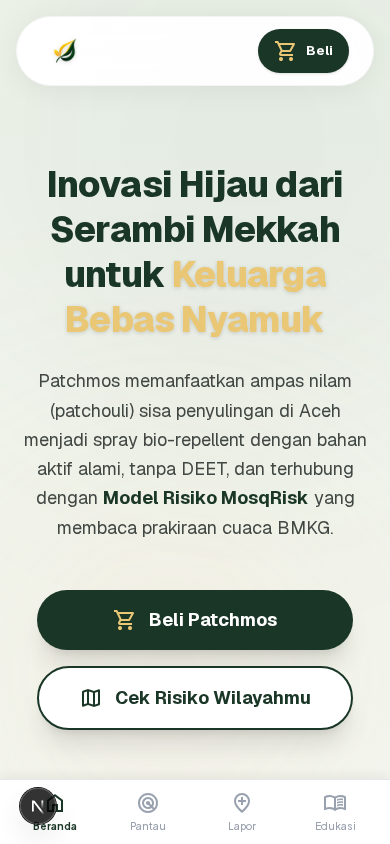 Beli
Inovasi Hijau dari
Serambi Mekkah
untuk Keluarga
Bebas Nyamuk
Patchmos memanfaatkan ampas nilam
(patchouli) sisa penyulingan di Aceh
menjadi spray bio-repellent dengan bahan
aktif alami, tanpa DEET, dan terhubung
dengan Model Risiko MosqRisk yang
membaca prakiraan cuaca BMKG.
Beli Patchmos
Cek Risiko Wilayahmu
N
Beranda Pantau Lapor Edukasi